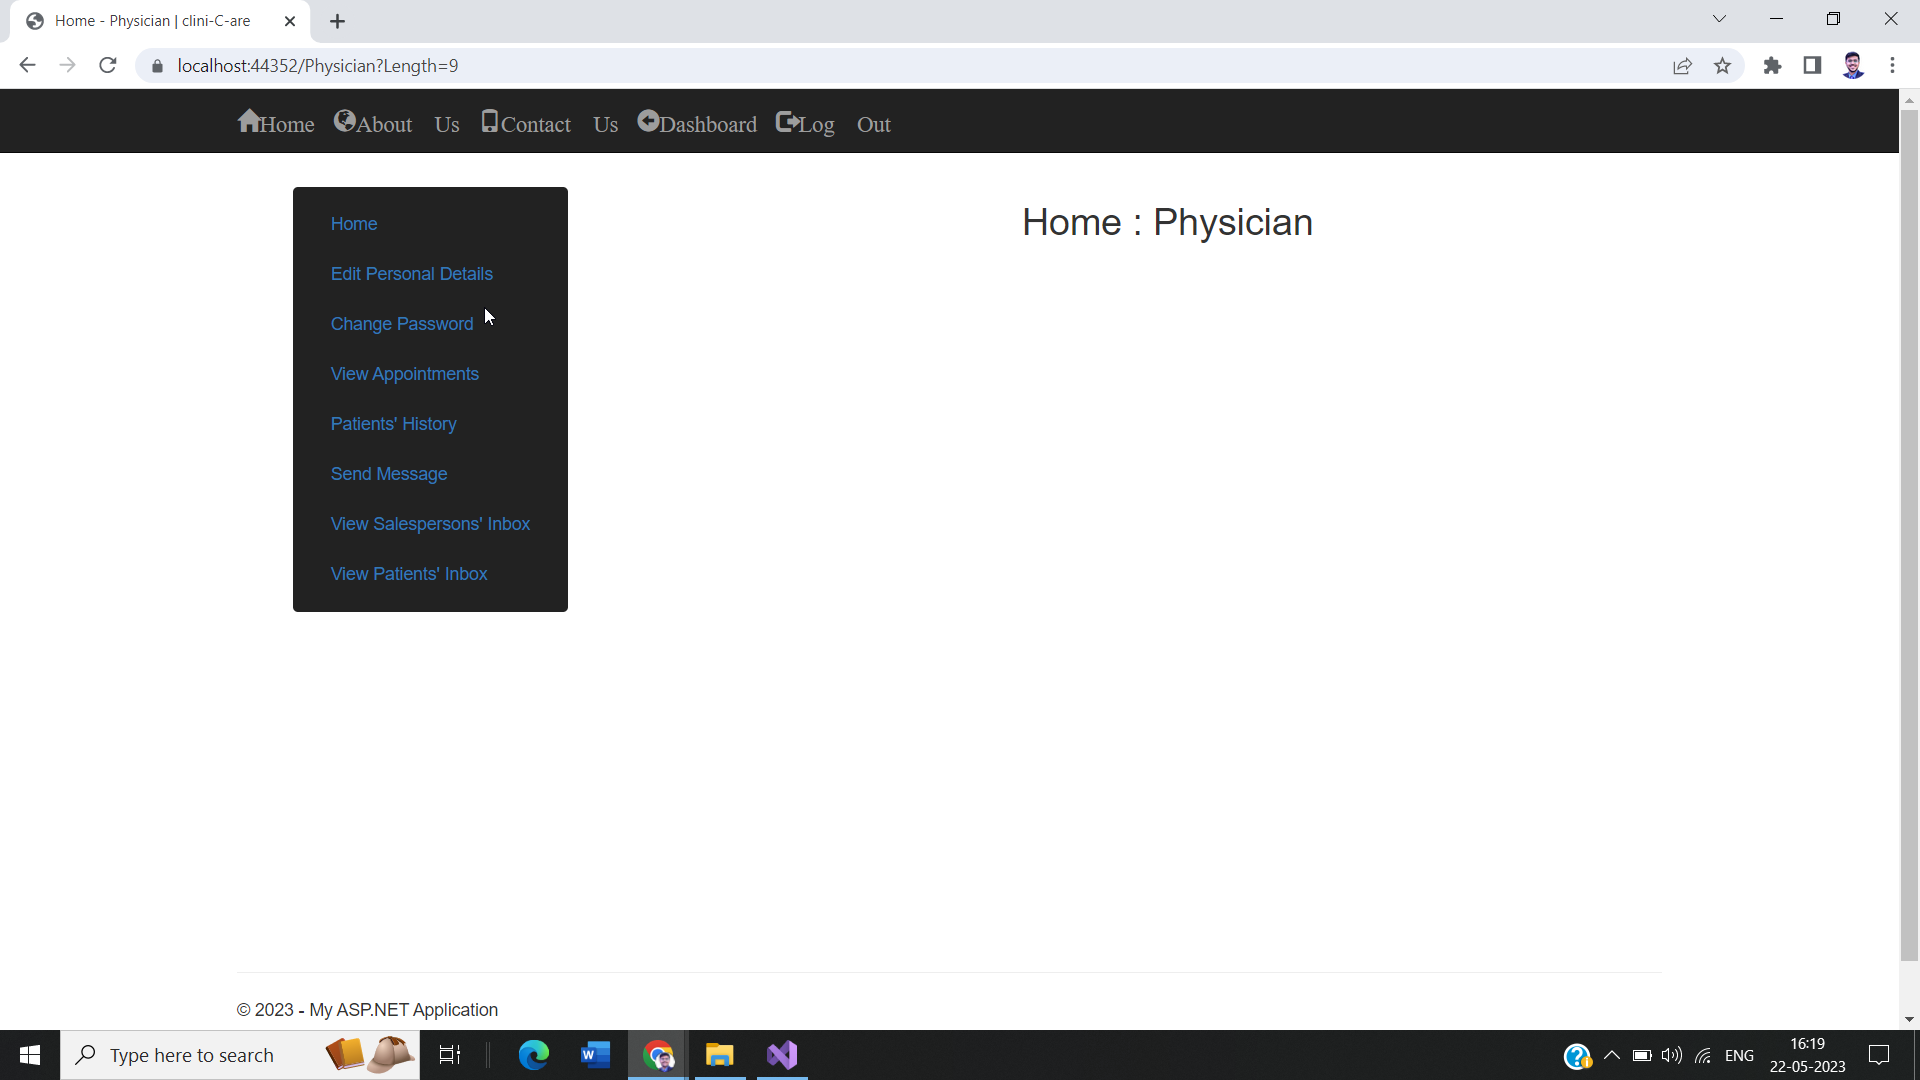 Home - Physician | clini-C-are
localhost:44352/Physician?Length=9
Home About Us Contact Us Dashboard Log Out
Home
Edit Personal Details
Change Password
View Appointments
Patients' History
Send Message
View Salespersons' Inbox
View Patients' Inbox
Home : Physician
© 2023 - My ASP.NET Application
Type here to search
ENG
16:19
22-05-2023